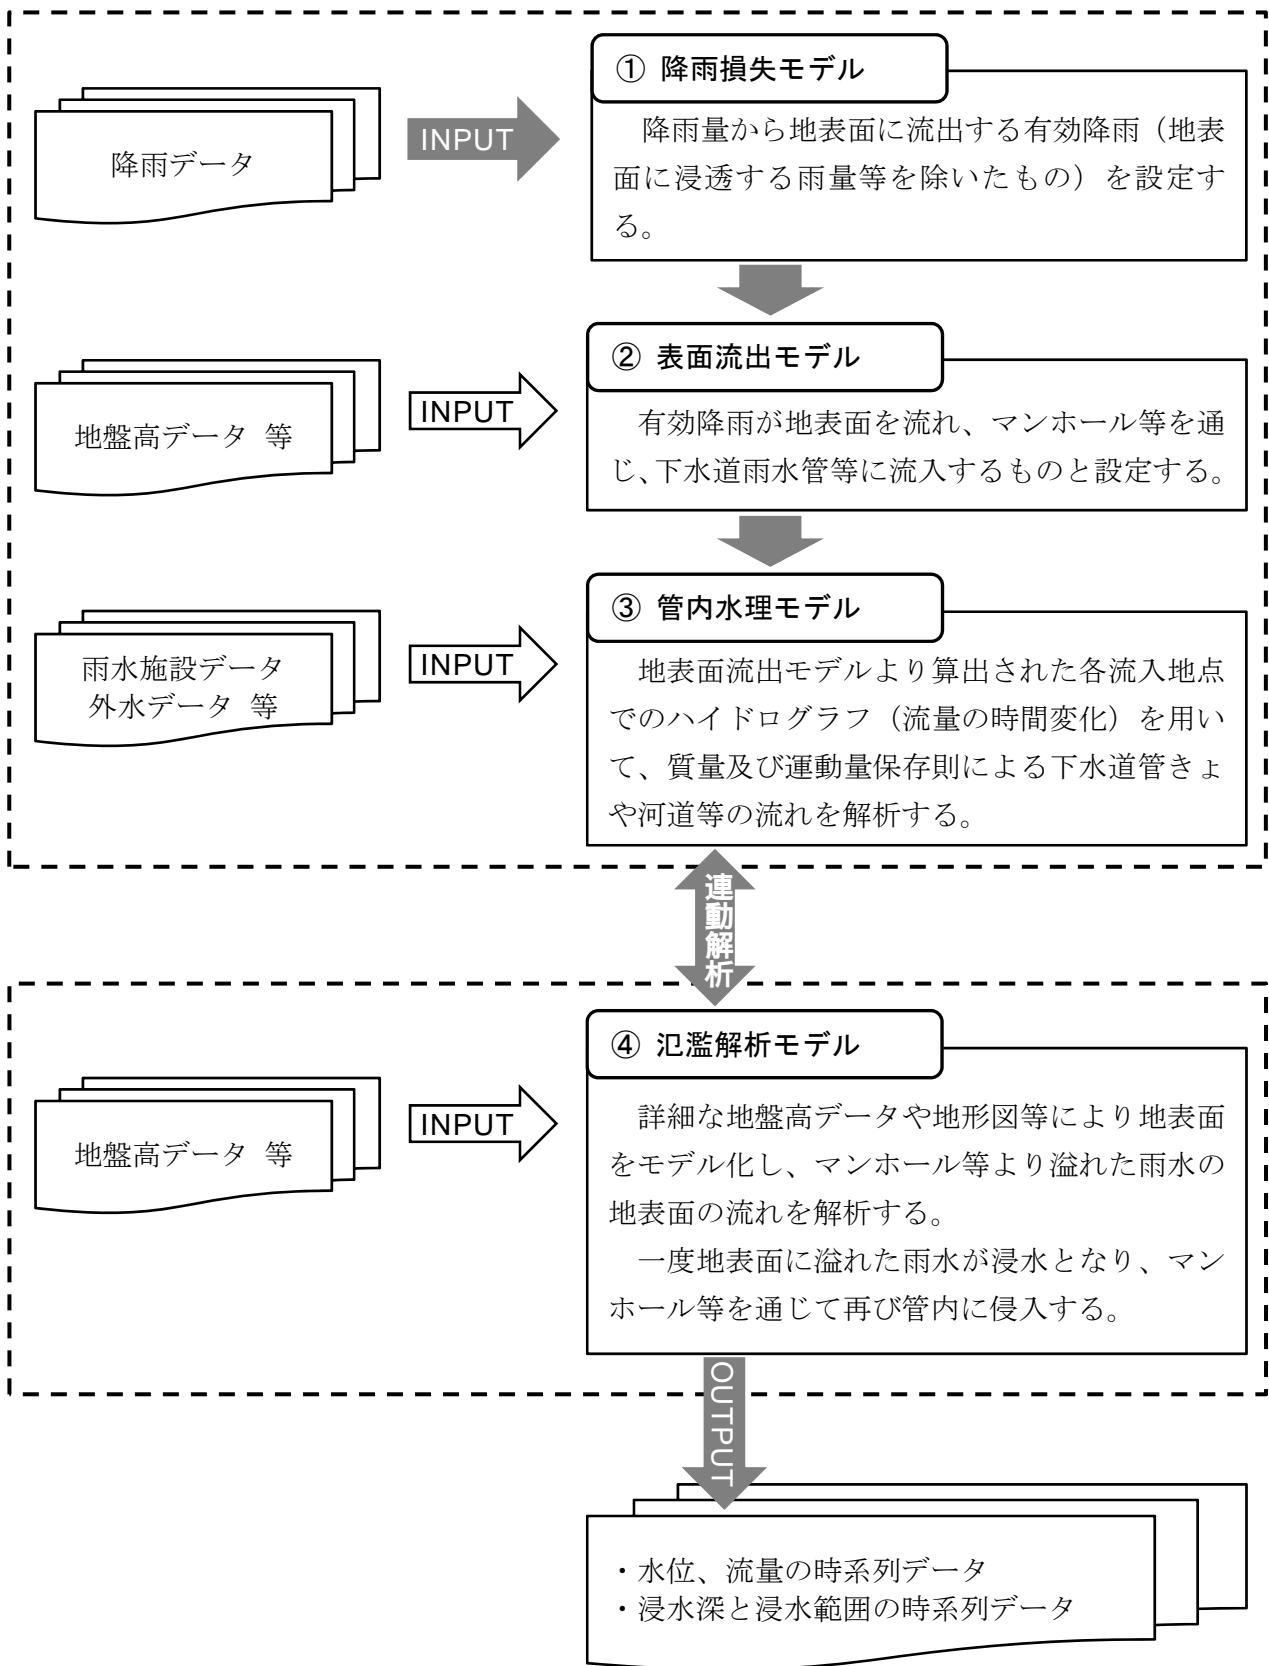 ① 降雨損失モデル
降雨データ
INPUT
降雨量から地表面に流出する有効降雨（地表
面に浸透する雨量等を除いたもの）を設定す
る。
② 表面流出モデル
地盤高データ 等
INPUT
有効降雨が地表面を流れ、マンホール等を通
じ、下水道雨水管等に流入するものと設定する。
③ 管内水理モデル
雨水施設データ
外水データ 等
INPUT
地表面流出モデルより算出された各流入地点
でのハイドログラフ（流量の時間変化）を用い
て、質量及び運動量保存則による下水道管きょ
や河道等の流れを解析する。
連動解析
④ 氾濫解析モデル
地盤高データ 等
INPUT
詳細な地盤高データや地形図等により地表面
をモデル化し、マンホール等より溢れた雨水の
地表面の流れを解析する。
一度地表面に溢れた雨水が浸水となり、マン
ホール等を通じて再び管内に侵入する。
OUTPUT
・水位、流量の時系列データ
・浸水深と浸水範囲の時系列データ